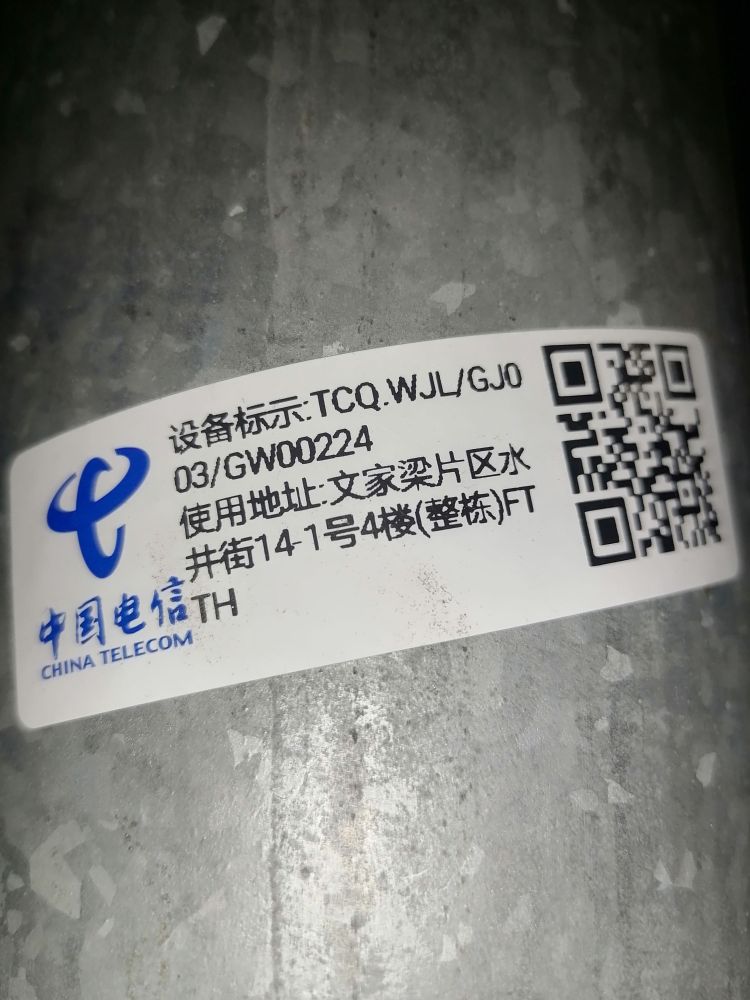 设备标示:TCQ.WJL/GJ0
03/GW00224
使用地址:文家梁片区水
井街14-1号4楼(整栋)FT
TH
中国电信
CHINA TELECOM